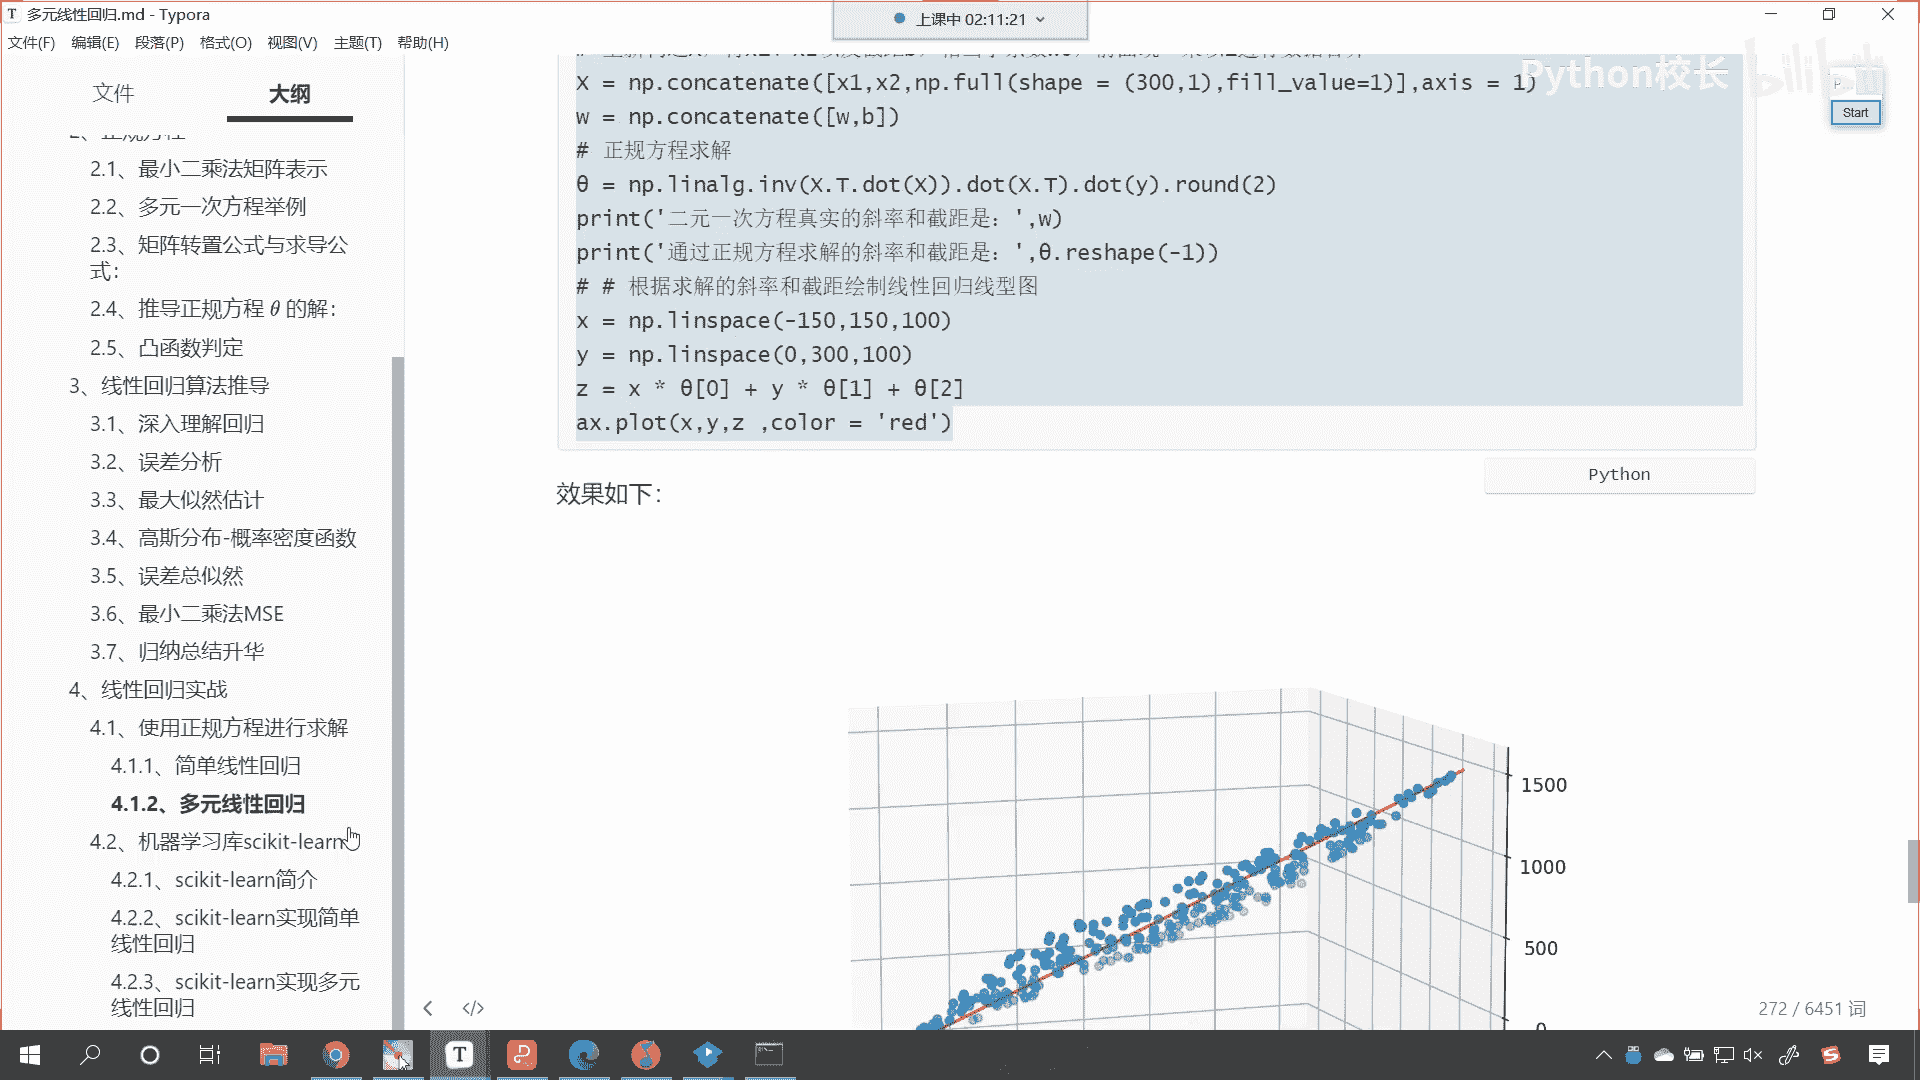 多元线性回归.md - Typora
上课中 02:11:21
文件(F) 编辑(E) 段落(P) 格式(O) 视图(V) 主题(T) 帮助(H)
Python校长
bilibili
Start
文件
大纲
2、正规方程
2.1、最小二乘法矩阵表示
2.2、多元一次方程举例
2.3、矩阵转置公式与求导公
式：
2.4、推导正规方程 θ 的解：
2.5、凸函数判定
3、线性回归算法推导
3.1、深入理解回归
3.2、误差分析
3.3、最大似然估计
3.4、高斯分布-概率密度函数
3.5、误差总似然
3.6、最小二乘法MSE
3.7、归纳总结升华
4、线性回归实战
4.1、使用正规方程进行求解
4.1.1、简单线性回归
4.1.2、多元线性回归
4.2、机器学习库scikit-learn
4.2.1、scikit-learn简介
4.2.2、scikit-learn实现简单
线性回归
4.2.3、scikit-learn实现多元
线性回归
X = np.concatenate([x1,x2,np.full(shape = (300,1),fill_value=1)],axis = 1)
w = np.concatenate([w,b])
# 正规方程求解
θ = np.linalg.inv(X.T.dot(X)).dot(X.T).dot(y).round(2)
print('二元一次方程真实的斜率和截距是：',w)
print('通过正规方程求解的斜率和截距是：',θ.reshape(-1))
# # 根据求解的斜率和截距绘制线性回归线型图
x = np.linspace(-150,150,100)
y = np.linspace(0,300,100)
z = x * θ[0] + y * θ[1] + θ[2]
ax.plot(x,y,z ,color = 'red')
Python
效果如下：
1500
1000
500
0
272 / 6451 词